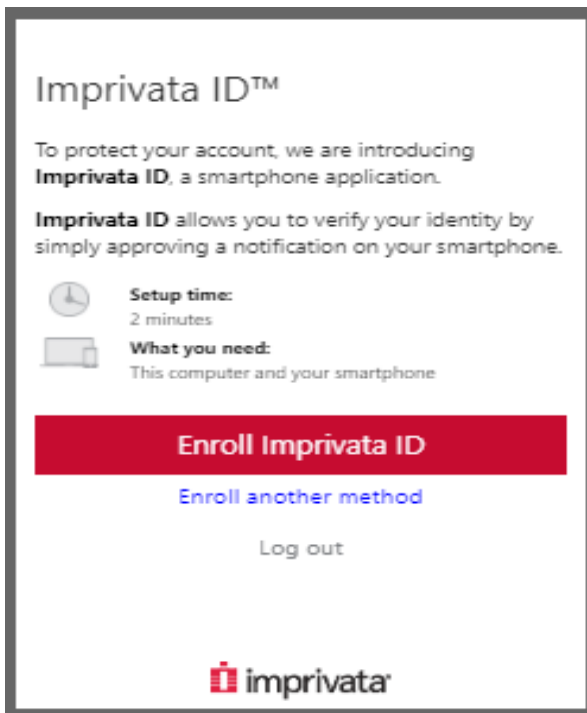 Imprivata ID™
To protect your account, we are introducing
Imprivata ID, a smartphone application.
Imprivata ID allows you to verify your identity by
simply approving a notification on your smartphone.
Setup time:
2 minutes
What you need:
This computer and your smartphone
Enroll Imprivata ID
Enroll another method
Log out
imprivata